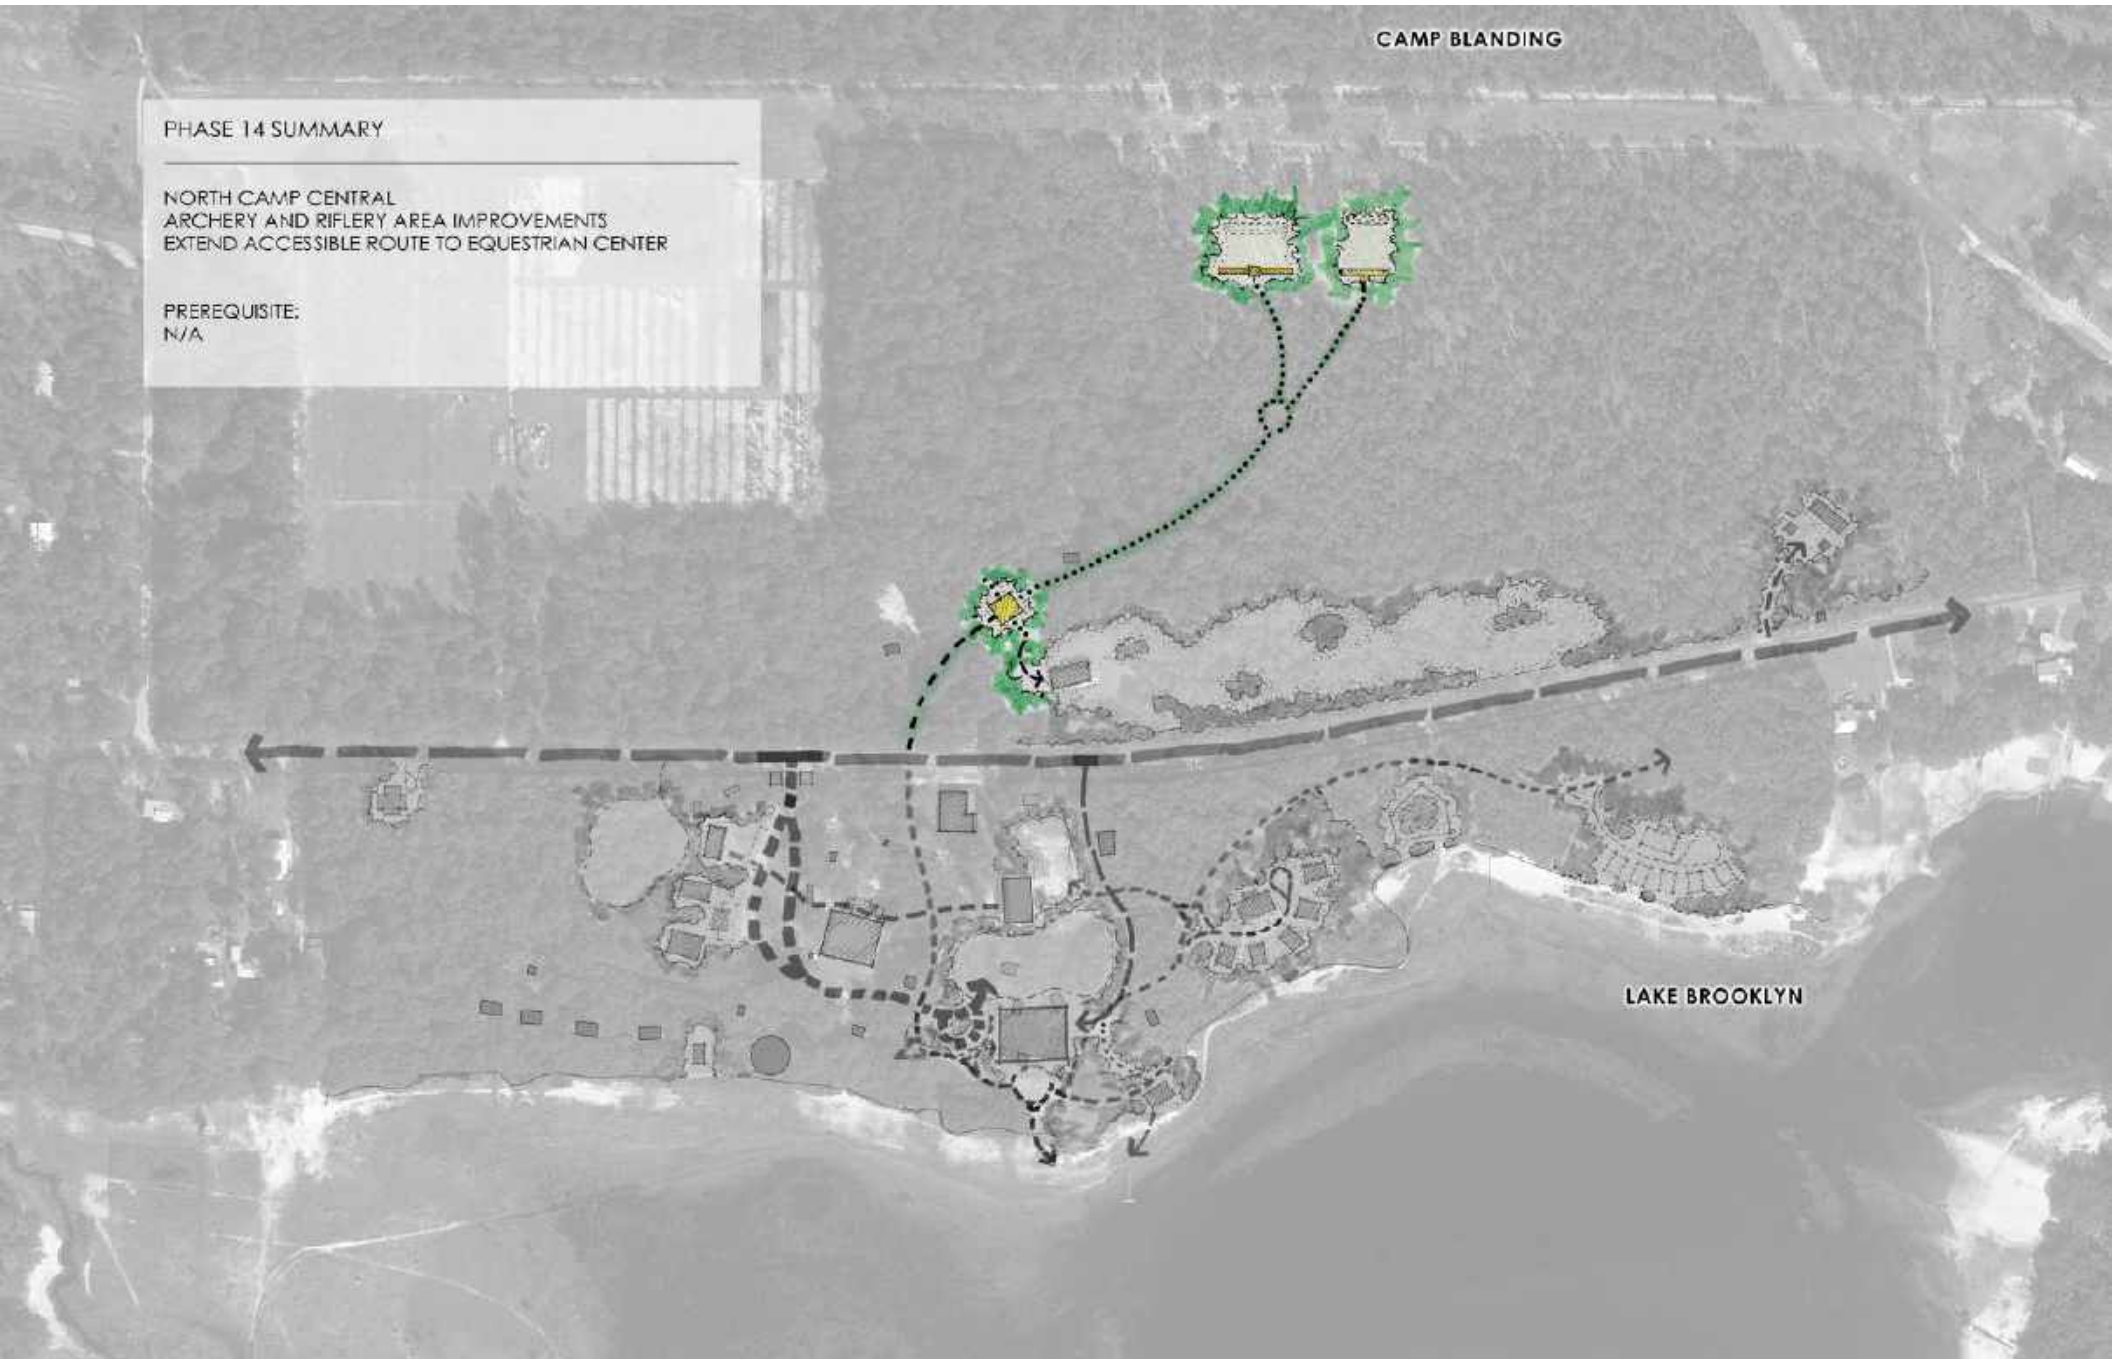 CAMP BLANDING
PHASE 14 SUMMARY
NORTH CAMP CENTRAL
ARCHERY AND RIFLERY AREA IMPROVEMENTS
EXTEND ACCESSIBLE ROUTE TO EQUESTRIAN CENTER
PREREQUISITE:
N/A
LAKE BROOKLYN